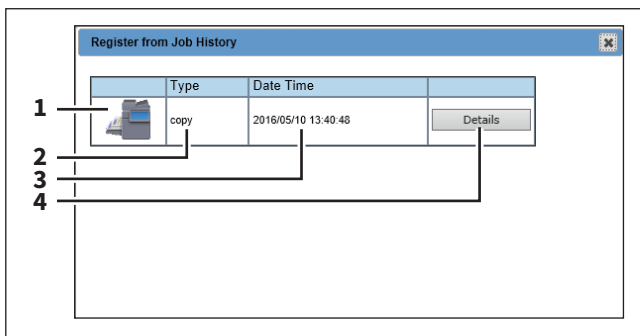 Register from Job History
Type Date Time
1
copy 2016/05/10 13:40:48 Details
2
3
4